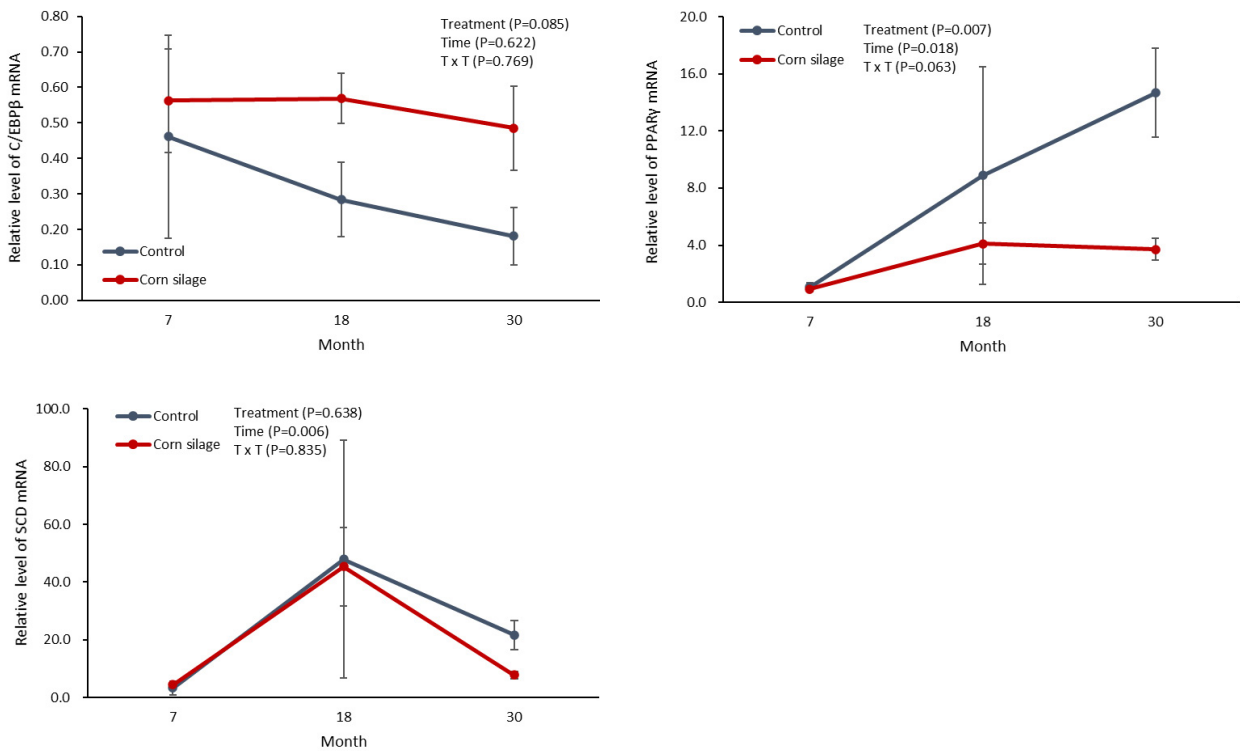 Relative level of C/EBPβ mRNA
0.80
0.70
0.60
0.50
0.40
0.30
0.20
0.10
0.00
Treatment (P=0.085)
Time (P=0.622)
T x T (P=0.769)
Control
Corn silage
7
18
30
Month
Relative level of PPARγ mRNA
20.0
16.0
12.0
8.0
4.0
0.0
Control
Corn silage
Treatment (P=0.007)
Time (P=0.018)
T x T (P=0.063)
7
18
30
Month
Relative level of SCD mRNA
100.0
80.0
60.0
40.0
20.0
0.0
Control
Corn silage
Treatment (P=0.638)
Time (P=0.006)
T x T (P=0.835)
7
18
30
Month